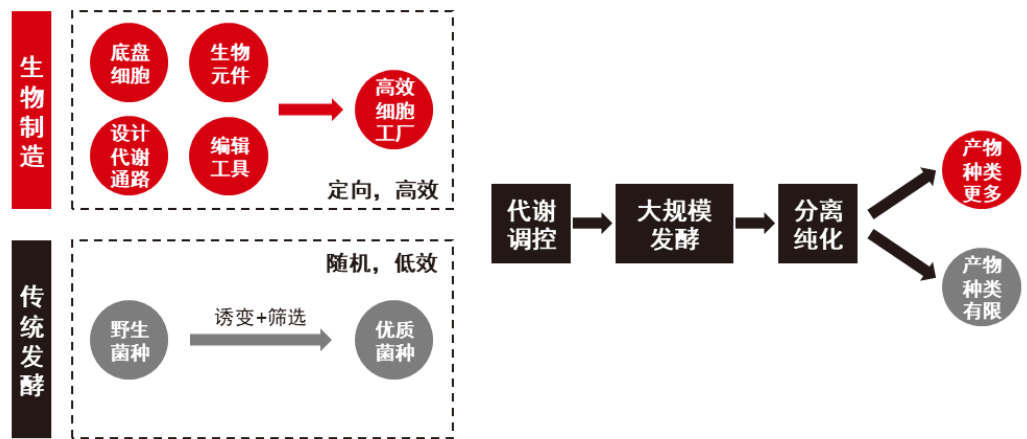 生物制造
底盘
细胞
生物
元件
设计
代谢
通路
编辑
工具
高效
细胞
工厂
定向，高效
传统发酵
随机，低效
野生
菌种
诱变+筛选
优质
菌种
代谢
调控
大规模
发酵
分离
纯化
产物
种类
更多
产物
种类
有限